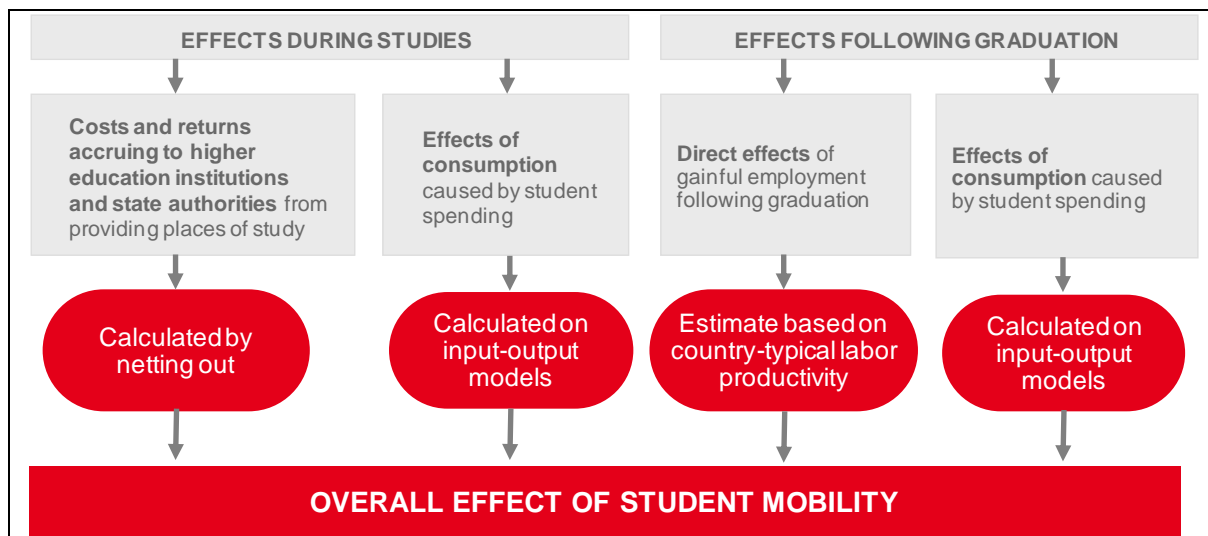 EFFECTS DURING STUDIES
EFFECTS FOLLOWING GRADUATION
Costs and returns
accruing to higher
education institutions
and state authorities from
providing places of study
Effects of
consumption
caused by student
spending
Direct effects of
gainful employment
following graduation
Effects of
consumption caused
by student spending
Calculated by
netting out
Calculated on
input-output
models
Estimate based on
country-typical labor
productivity
Calculated on
input-output
models
OVERALL EFFECT OF STUDENT MOBILITY